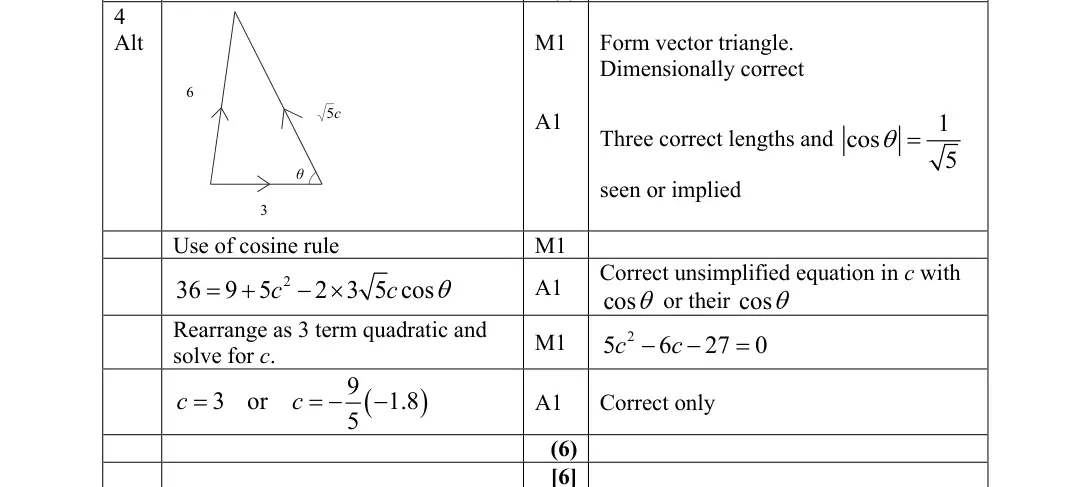 4
Alt
6
√5c
θ
3
M1
Form vector triangle.
Dimensionally correct
A1
Three correct lengths and |cos θ| = 1/√5
seen or implied
Use of cosine rule
M1
36 = 9 + 5c² − 2 × 3√5c cos θ
A1
Correct unsimplified equation in c with
cos θ or their cos θ
Rearrange as 3 term quadratic and
solve for c.
M1
5c² − 6c − 27 = 0
c = 3 or c = −9/5 (−1.8)
A1
Correct only
(6)
[6]